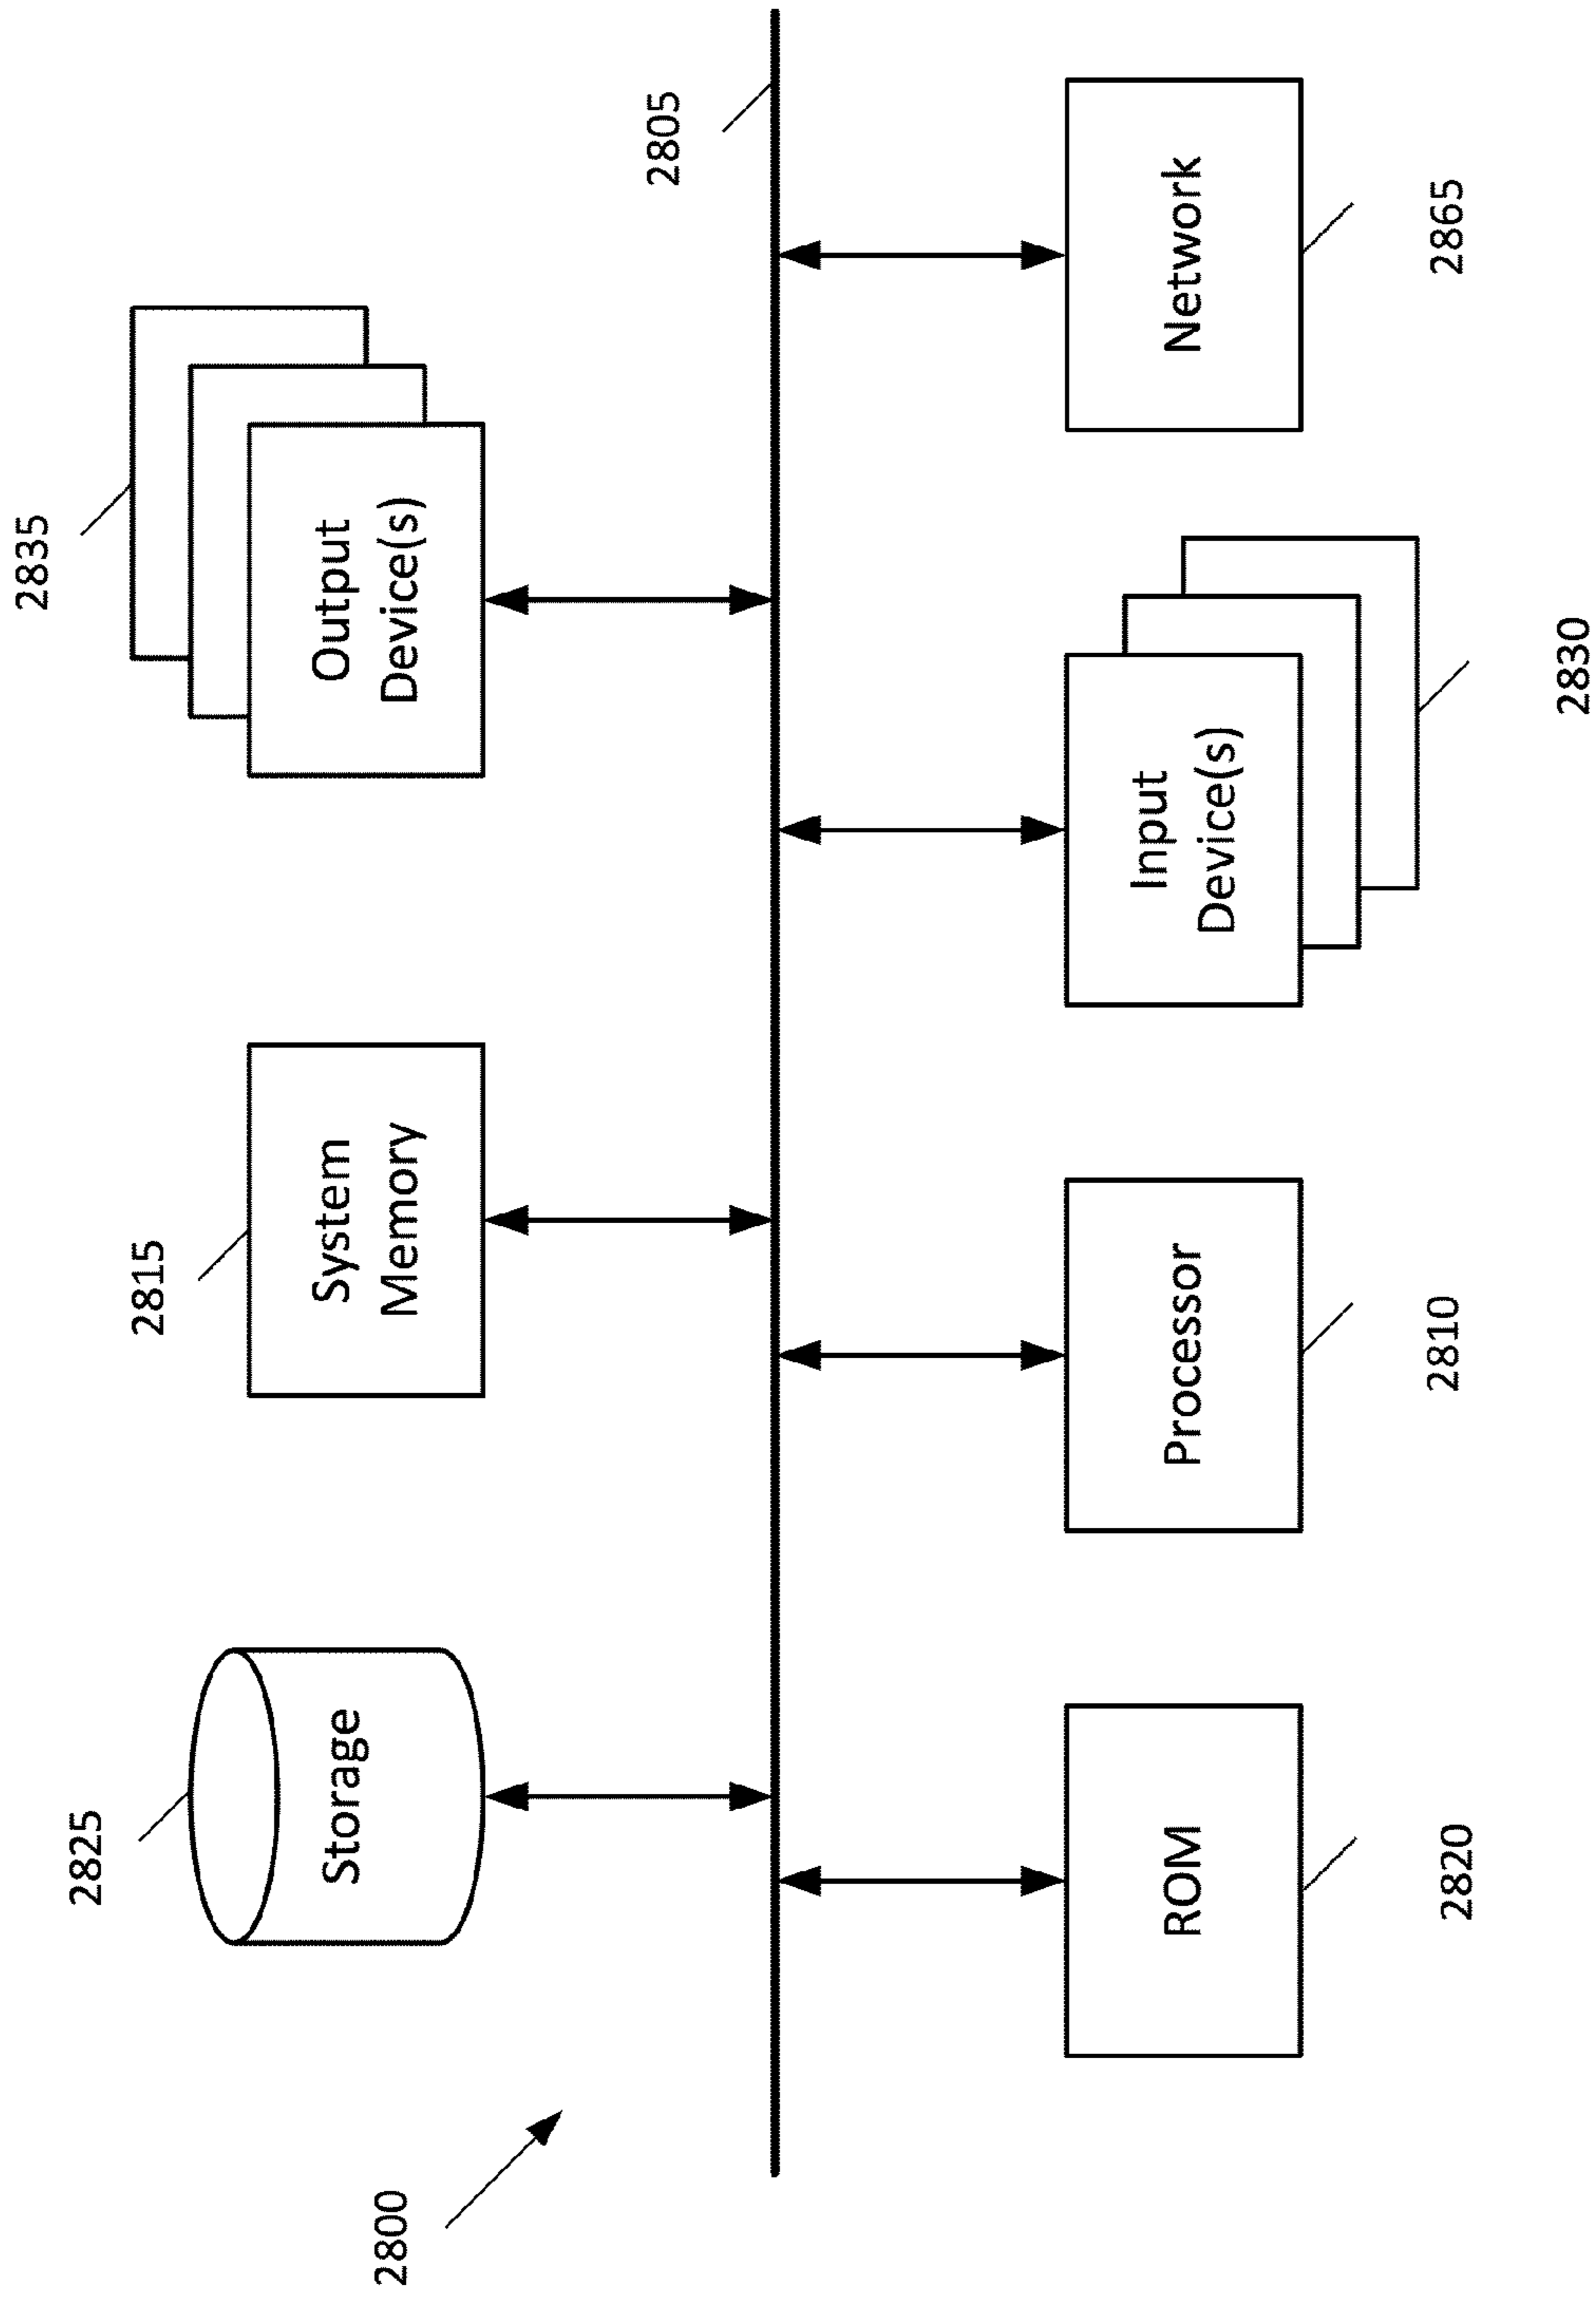 2825
2815
2835
Storage
System
Memory
Output
Device(s)
2800
2805
ROM
Processor
Input
Device(s)
Network
2820
2810
2830
2865